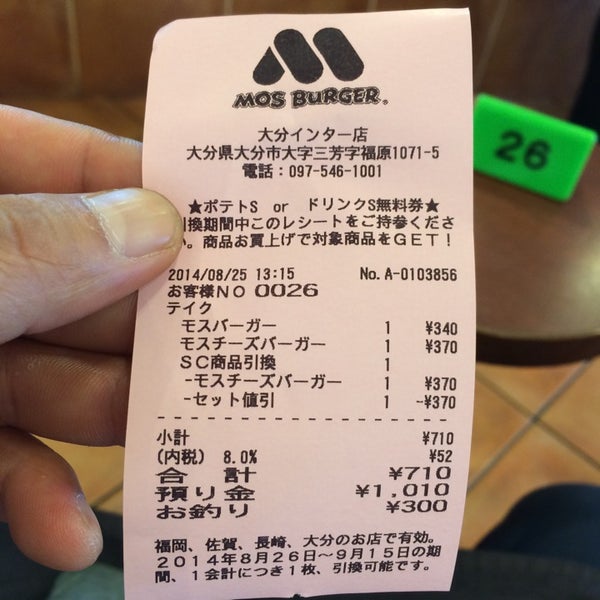 MOS BURGER®
大分インター店
大分県大分市大字三芳字福原1071-5
電話:097-546-1001
★ポテトS or ドリンクS無料券★
引換期間中このレシートをご持参くださ
い。商品お買上げで対象商品をGET!
2014/08/25 13:15 No.A-0103856
お客様NO 0026
テイク
モスバーガー 1 ¥340
モスチーズバーガー 1 ¥370
SC商品引換 1
-モスチーズバーガー 1 ¥370
-セット値引 1 -¥370
小計 ¥710
(内税) 8.0% ¥52
合計 ¥710
預り金 ¥1,010
お釣り ¥300
福岡、佐賀、長崎、大分のお店で有効。
2014年8月26日~9月15日の期
間、1会計につき1枚、引換可能です。
26